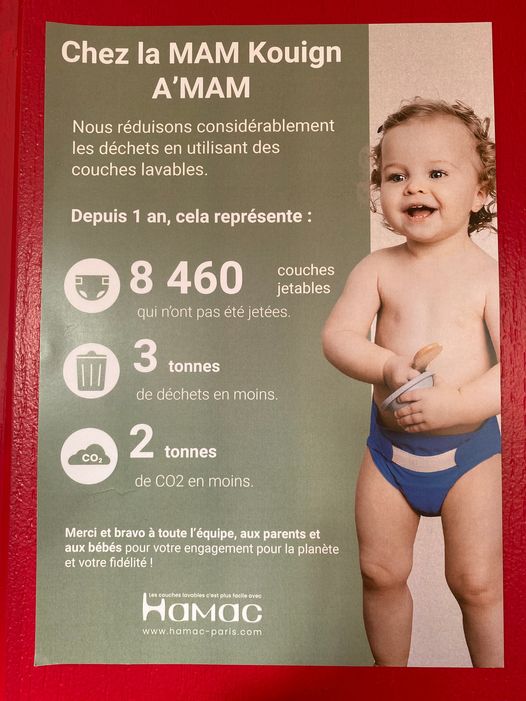 Chez la MAM Kouign
A’MAM
Nous réduisons considérablement
les déchets en utilisant des
couches lavables.
Depuis 1 an, cela représente :
8 460 couches
jetables
qui n'ont pas été jetées.
3 tonnes
de déchets en moins.
CO₂
2 tonnes
de CO2 en moins.
Merci et bravo à toute l’équipe, aux parents et
aux bébés pour votre engagement pour la planète
et votre fidélité !
Les couches lavables c'est plus facile avec
HaMac
www.hamac-paris.com